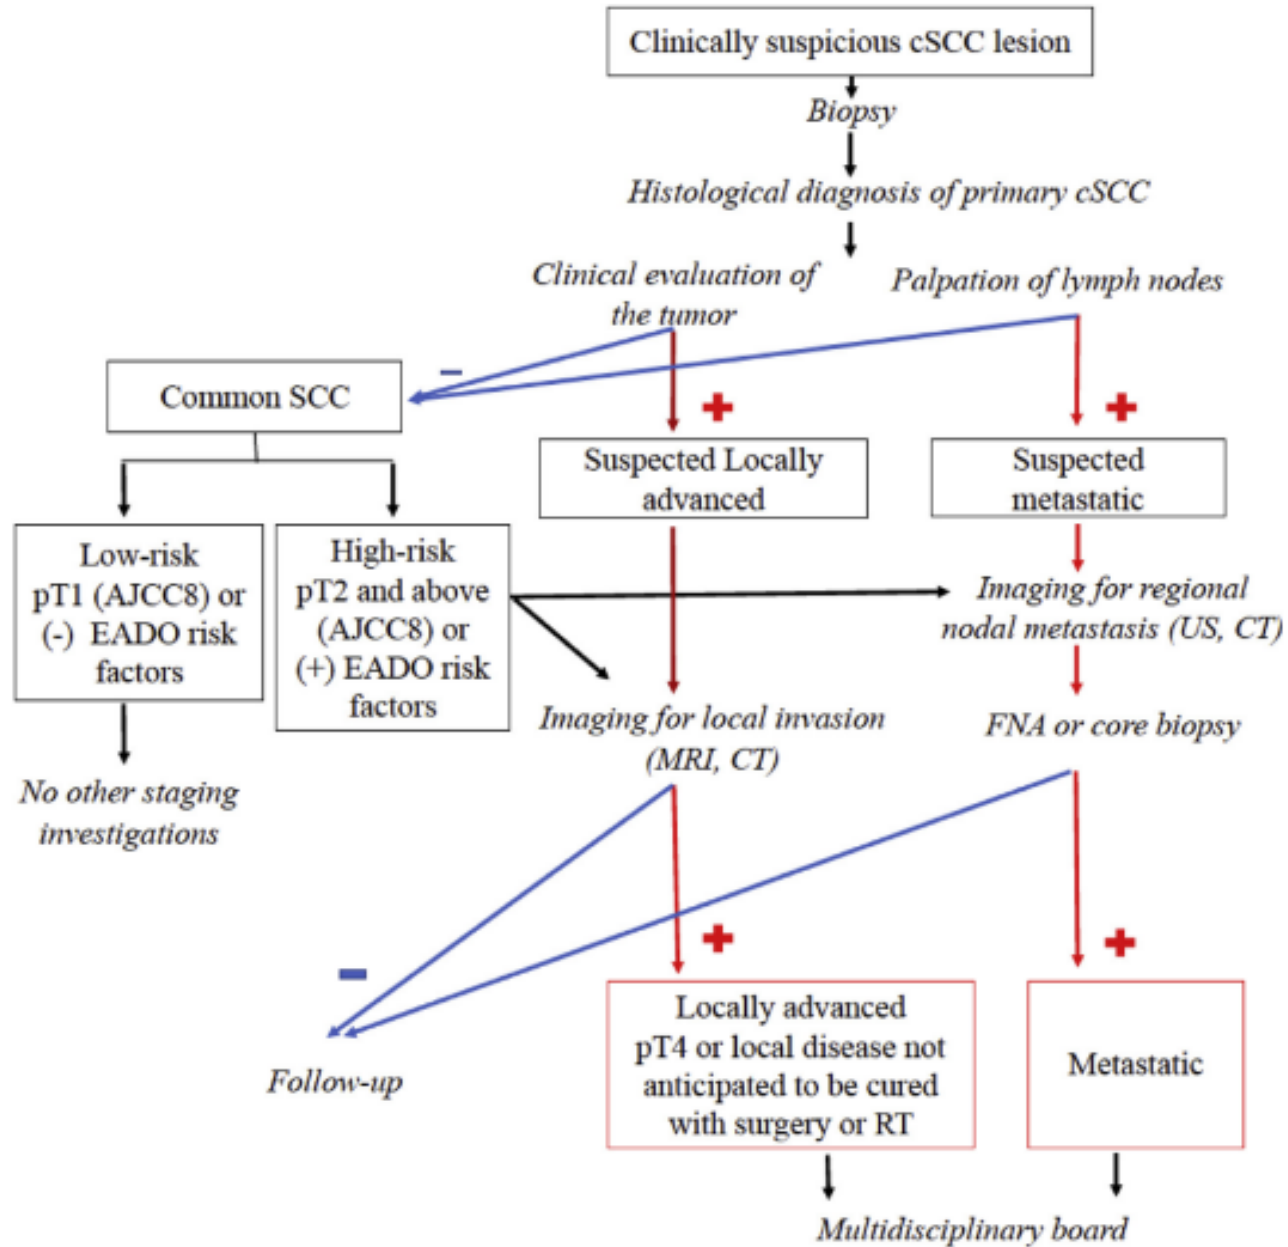 Clinically suspicious cSCC lesion
Biopsy
Histological diagnosis of primary cSCC
Clinical evaluation of
the tumor
Palpation of lymph nodes
Common SCC
Suspected Locally
advanced
Suspected
metastatic
Low-risk
pT1 (AJCC8) or
(-) EADO risk
factors
High-risk
pT2 and above
(AJCC8) or
(+) EADO risk
factors
Imaging for regional
nodal metastasis (US, CT)
Imaging for local invasion
(MRI, CT)
FNA or core biopsy
No other staging
investigations
Follow-up
Locally advanced
pT4 or local disease not
anticipated to be cured
with surgery or RT
Metastatic
Multidisciplinary board